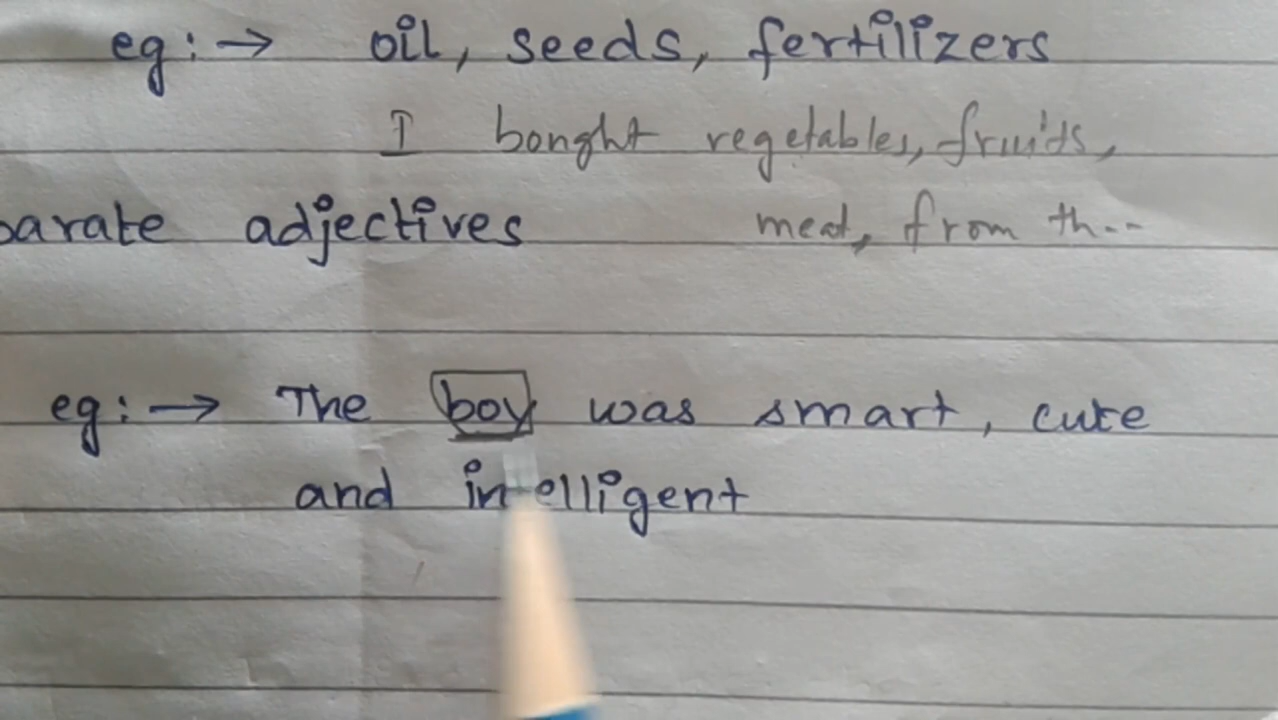 eg:→ oil, seeds, fertilizers
I bought vegetables, fruits,
parate adjectives
meat, from th--
eg:→ The boy was smart, cute
and intelligent